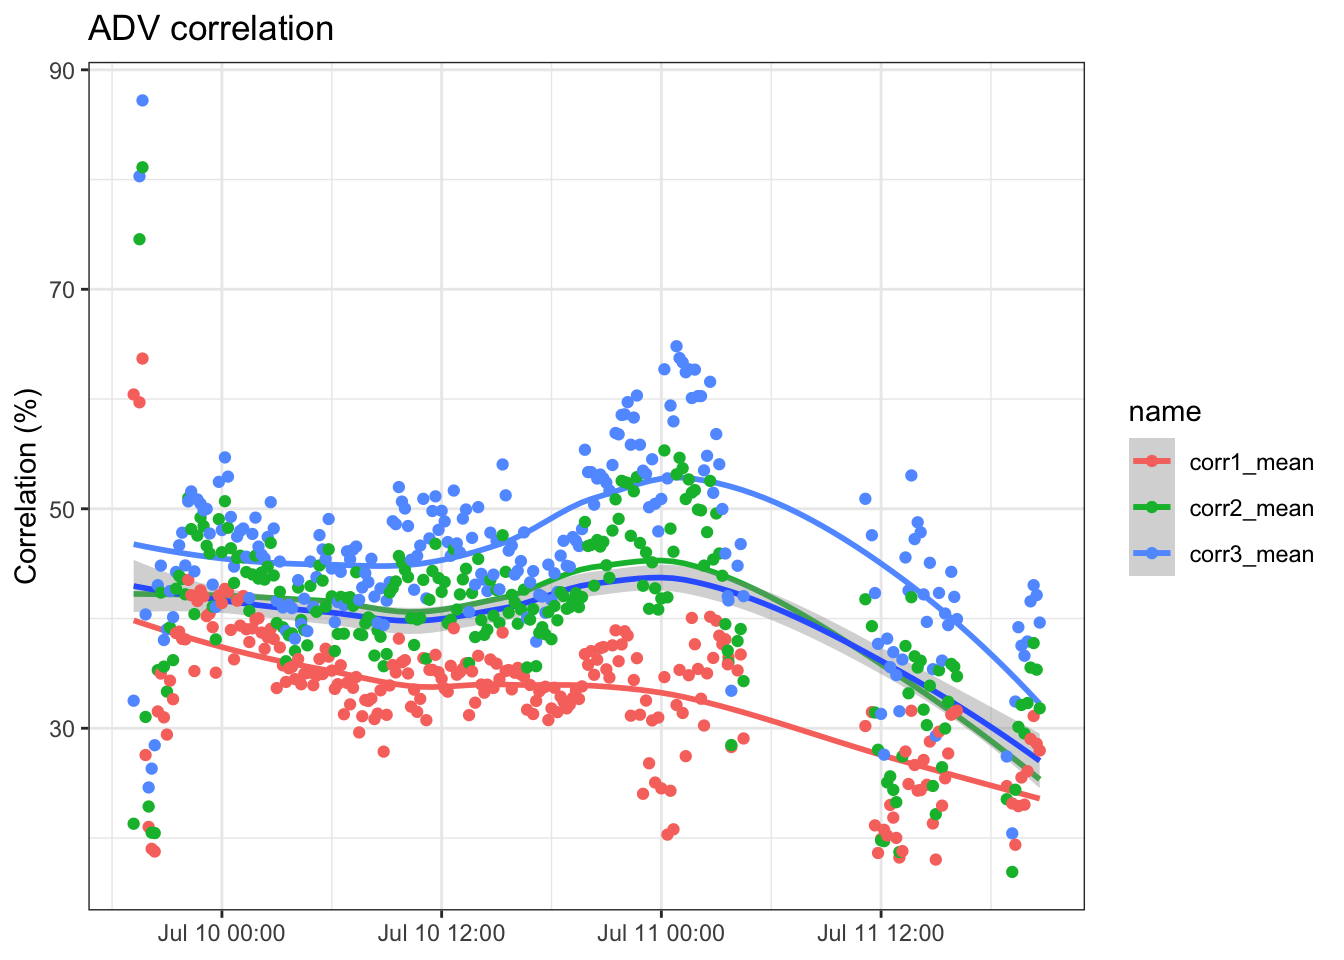 ADV correlation
90
70
50
30
Correlation (%)
Jul 10 00:00
Jul 10 12:00
Jul 11 00:00
Jul 11 12:00
name
corr1_mean
corr2_mean
corr3_mean